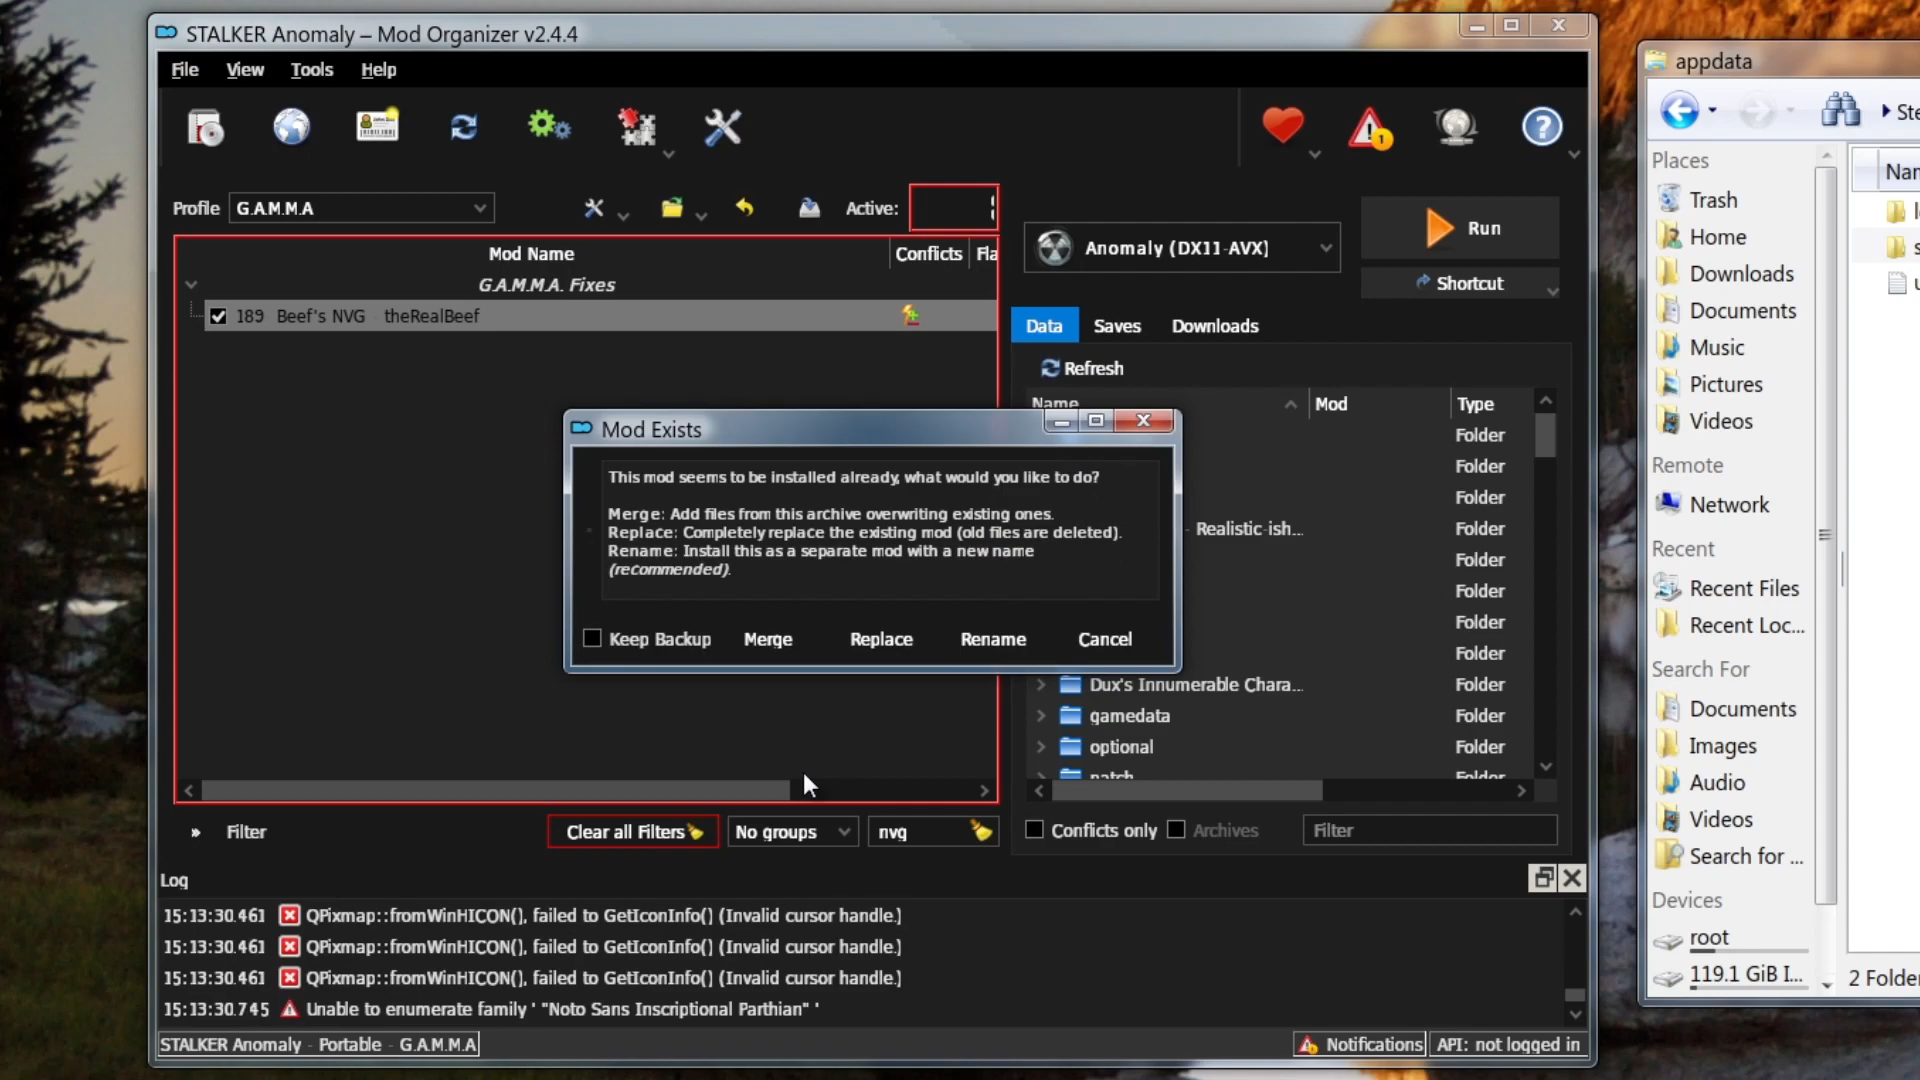 STALKER Anomaly – Mod Organizer v2.4.4
File View Tools Help
Profile G.A.M.M.A Active:
Mod Name Conflicts Fla
G.A.M.M.A. Fixes
189 Beef's NVG - theRealBeef
Anomaly (DX11-AVX)
Run
Shortcut
Data Saves Downloads
Refresh
Name Mod Type
Folder
Folder
Folder
- Realistic-ish... Folder
Folder
Folder
Folder
Folder
Dux's Innumerable Chara... Folder
gamedata Folder
optional Folder
patch Folder
Mod Exists
This mod seems to be installed already, what would you like to do?
Merge: Add files from this archive overwriting existing ones.
Replace: Completely replace the existing mod (old files are deleted).
Rename: Install this as a separate mod with a new name
(recommended).
Keep Backup Merge Replace Rename Cancel
» Filter Clear all Filters No groups nvg
Conflicts only Archives Filter
Log
15:13:30.461 QPixmap::fromWinHICON(), failed to GetIconInfo() (Invalid cursor handle.)
15:13:30.461 QPixmap::fromWinHICON(), failed to GetIconInfo() (Invalid cursor handle.)
15:13:30.461 QPixmap::fromWinHICON(), failed to GetIconInfo() (Invalid cursor handle.)
15:13:30.745 Unable to enumerate family ' "Noto Sans Inscriptional Parthian" '
STALKER Anomaly - Portable - G.A.M.M.A Notifications API: not logged in
appdata
Ste
Places
Trash
Home
Downloads
Documents
Music
Pictures
Videos
Remote
Network
Recent
Recent Files
Recent Loc...
Search For
Documents
Images
Audio
Videos
Search for ...
Devices
root
119.1 GiB I...
Nam
2 Folder